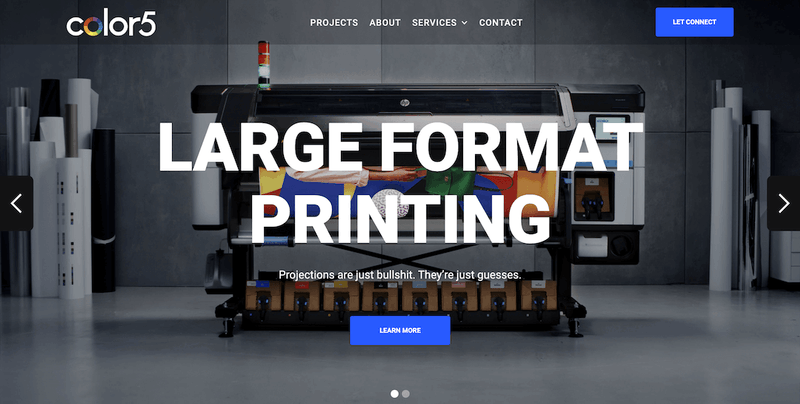 color5
PROJECTS ABOUT SERVICES CONTACT
LET CONNECT
hp
LARGE FORMAT
PRINTING
Projections are just bullshit. They're just guesses.
LEARN MORE